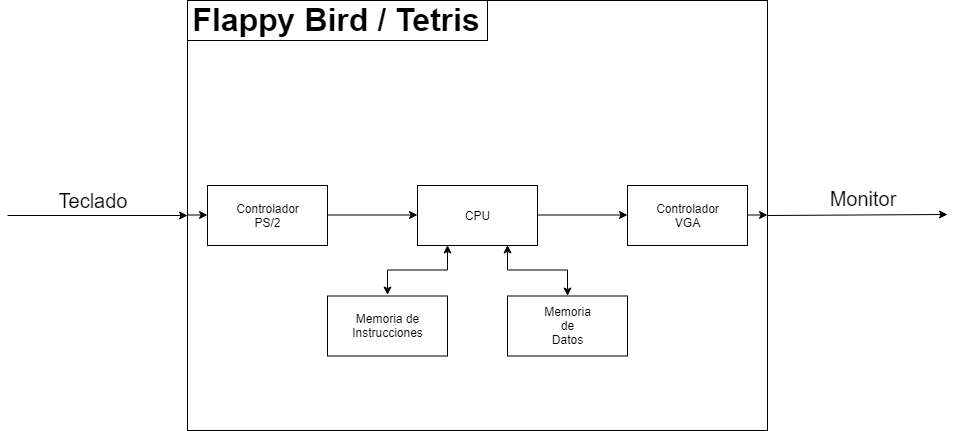 Flappy Bird / Tetris
Teclado
Controlador
PS/2
CPU
Controlador
VGA
Monitor
Memoria de
Instrucciones
Memoria
de
Datos